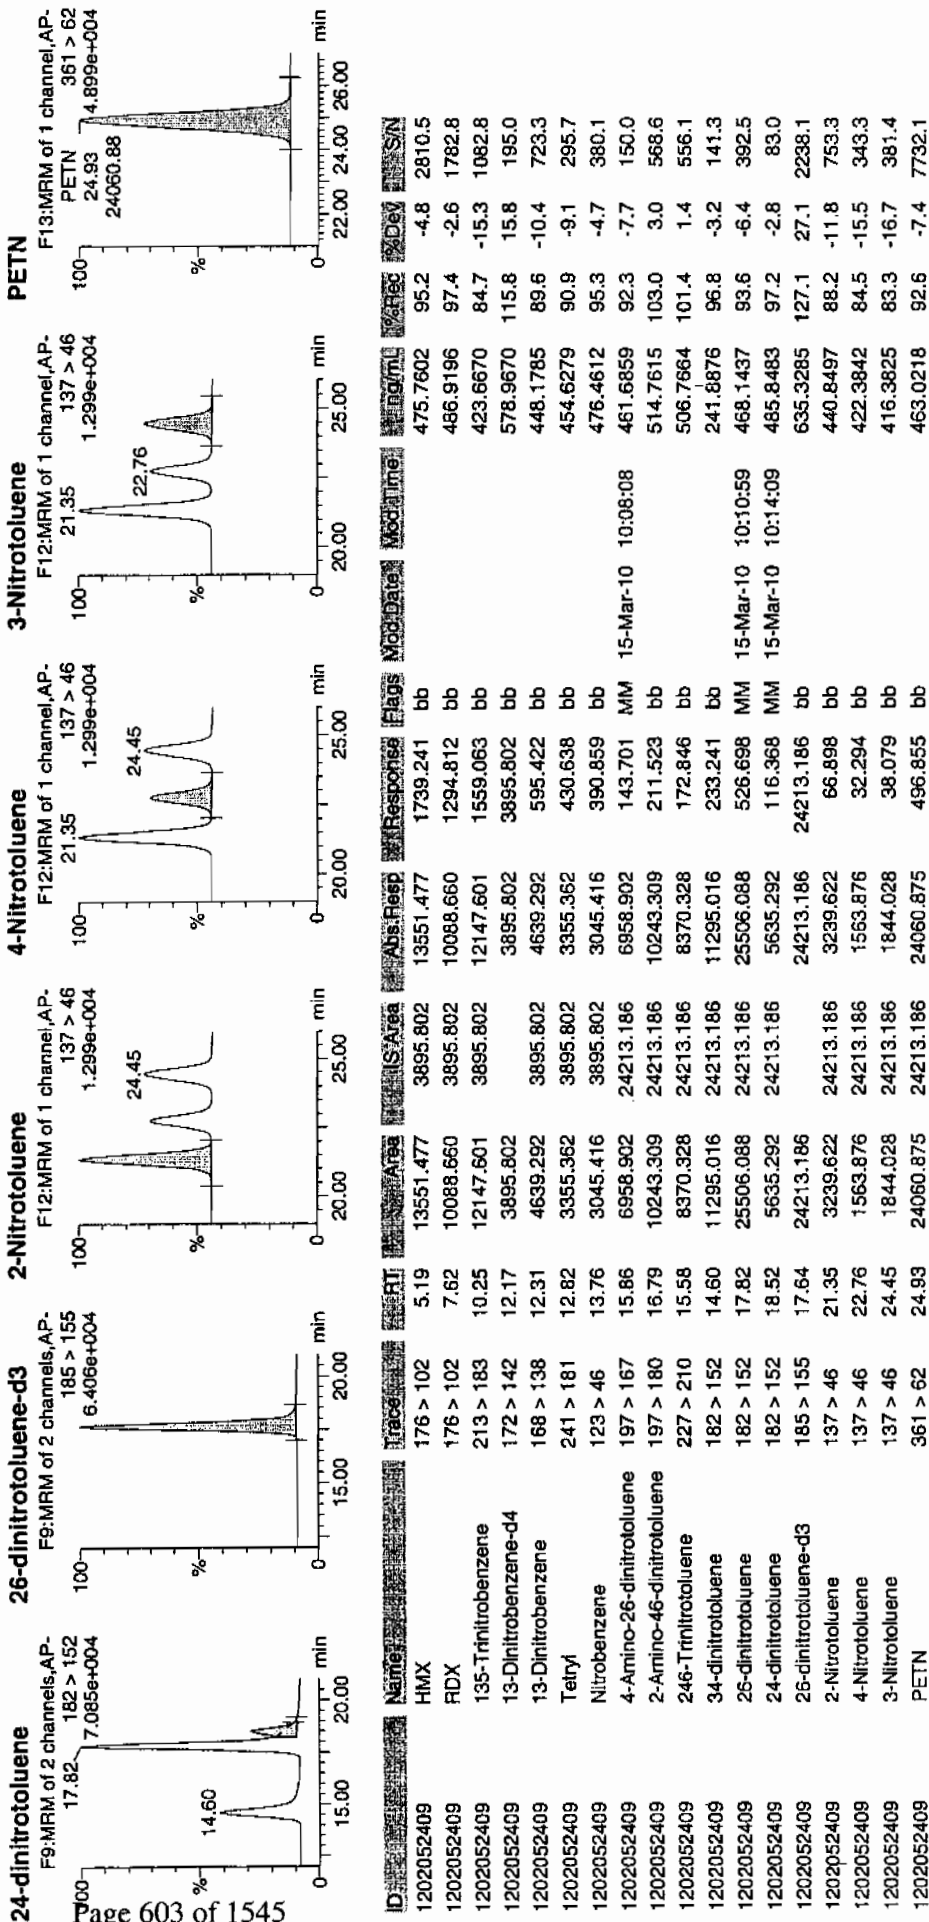 24-dinitrotoluene
F9:MRM of 2 channels,AP-
17.82 182 > 152
7.085e+004
14.60
%
0
15.00 20.00 min
26-dinitrotoluene-d3
F9:MRM of 2 channels,AP-
185 > 155
6.406e+004
100
%
0
15.00 20.00 min
2-Nitrotoluene
F12:MRM of 1 channel,AP-
21.35 137 > 46
1.299e+004
24.45
100
%
0
20.00 25.00 min
4-Nitrotoluene
F12:MRM of 1 channel,AP-
21.35 137 > 46
1.299e+004
24.45
100
%
0
20.00 25.00 min
3-Nitrotoluene
F12:MRM of 1 channel,AP-
21.35 137 > 46
1.299e+004
22.76
100
%
0
20.00 25.00 min
PETN
F13:MRM of 1 channel,AP-
PETN 361 > 62
24.93 4.899e+004
24060.88
100
%
0
22.00 24.00 26.00 min
ID Name Trace RT Area IS Area Abs.Resp Response Flags Mod.Date Mod.Time ng/mL %Rec %Dev S/N
1202052409 HMX 176 > 102 5.19 13551.477 3895.802 13551.477 1739.241 bb 475.7602 95.2 -4.8 2810.5
1202052409 RDX 176 > 102 7.62 10088.660 3895.802 10088.660 1294.812 bb 486.9196 97.4 -2.6 1782.8
1202052409 135-Trinitrobenzene 213 > 183 10.25 12147.601 3895.802 12147.601 1559.063 bb 423.6670 84.7 -15.3 1082.8
1202052409 13-Dinitrobenzene-d4 172 > 142 12.17 3895.802 3895.802 3895.802 bb 578.9670 115.8 15.8 195.0
1202052409 13-Dinitrobenzene 168 > 138 12.31 4639.292 3895.802 4639.292 595.422 bb 448.1785 89.6 -10.4 723.3
1202052409 Tetryl 241 > 181 12.82 3355.362 3895.802 3355.362 430.638 bb 454.6279 90.9 -9.1 295.7
1202052409 Nitrobenzene 123 > 46 13.76 3045.416 3895.802 3045.416 390.859 bb 476.4612 95.3 -4.7 380.1
1202052409 4-Amino-26-dinitrotoluene 197 > 167 15.86 6958.902 24213.186 6958.902 143.701 MM 15-Mar-10 10:08:08 461.6859 92.3 -7.7 150.0
1202052409 2-Amino-46-dinitrotoluene 197 > 180 16.79 10243.309 24213.186 10243.309 211.523 bb 514.7615 103.0 3.0 568.6
1202052409 246-Trinitrotoluene 227 > 210 15.58 8370.328 24213.186 8370.328 172.846 bb 506.7664 101.4 1.4 556.1
1202052409 34-dinitrotoluene 182 > 152 14.60 11295.016 24213.186 11295.016 233.241 bb 241.8876 96.8 -3.2 141.3
1202052409 26-dinitrotoluene 182 > 152 17.82 25506.088 24213.186 25506.088 526.698 MM 15-Mar-10 10:10:59 468.1437 93.6 -6.4 392.5
1202052409 24-dinitrotoluene 182 > 152 18.52 5635.292 24213.186 5635.292 116.368 MM 15-Mar-10 10:14:09 485.8483 97.2 -2.8 83.0
1202052409 26-dinitrotoluene-d3 185 > 155 17.64 24213.186 24213.186 24213.186 bb 635.3285 127.1 27.1 2238.1
1202052409 2-Nitrotoluene 137 > 46 21.35 3239.622 24213.186 3239.622 66.898 bb 440.8497 88.2 -11.8 753.3
1202052409 4-Nitrotoluene 137 > 46 22.76 1563.876 24213.186 1563.876 32.294 bb 422.3842 84.5 -15.5 343.3
1202052409 3-Nitrotoluene 137 > 46 24.45 1844.028 24213.186 1844.028 38.079 bb 416.3825 83.3 -16.7 381.4
1202052409 PETN 361 > 62 24.93 24060.875 24213.186 24060.875 496.855 bb 463.0218 92.6 -7.4 7732.1
Page 603 of 1545